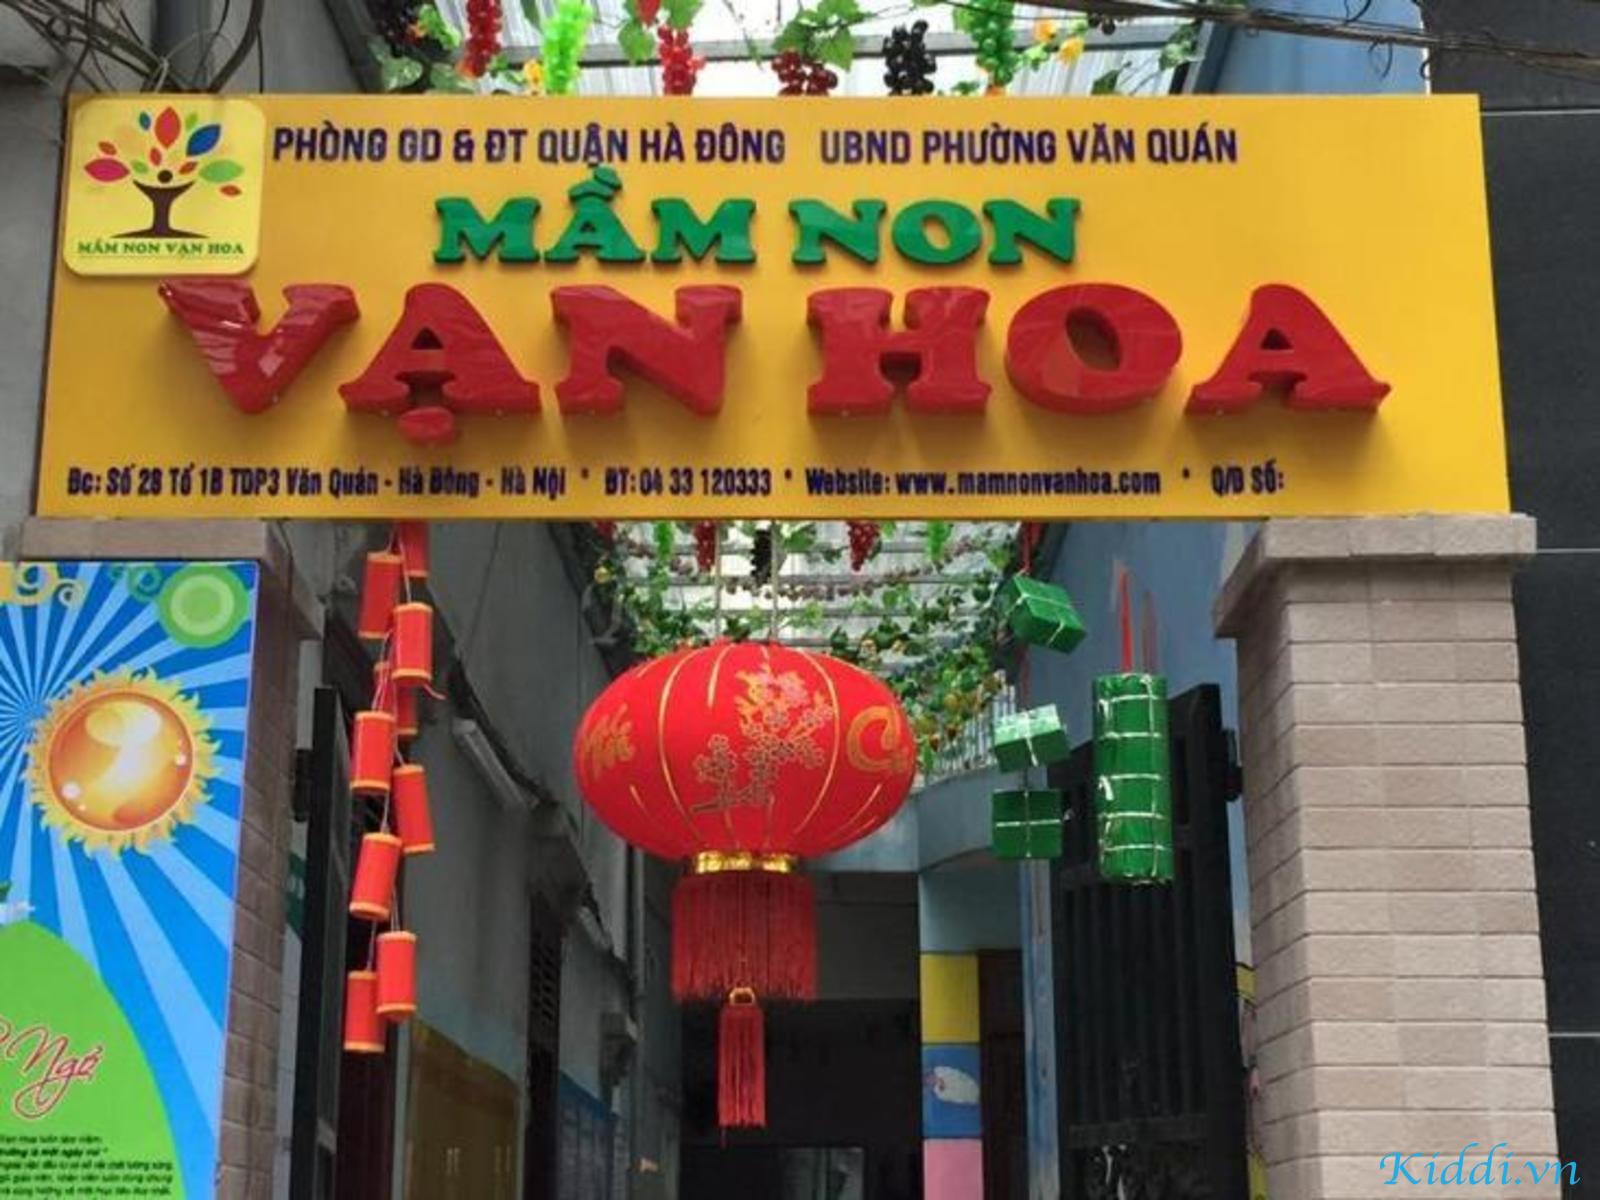 PHÒNG GD & ĐT QUẬN HÀ ĐÔNG UBND PHƯỜNG VĂN QUÁN
MẦM NON VẠN HOA
MẦM NON
VẠN HOA
Đc: Số 28 Tổ 1B TDP3 Văn Quán - Hà Đông - Hà Nội * ĐT: 04 33 120333 * Website: www.mamnonvanhoa.com * Q/Đ SỐ:
Ngỏ
Kiddi.vn